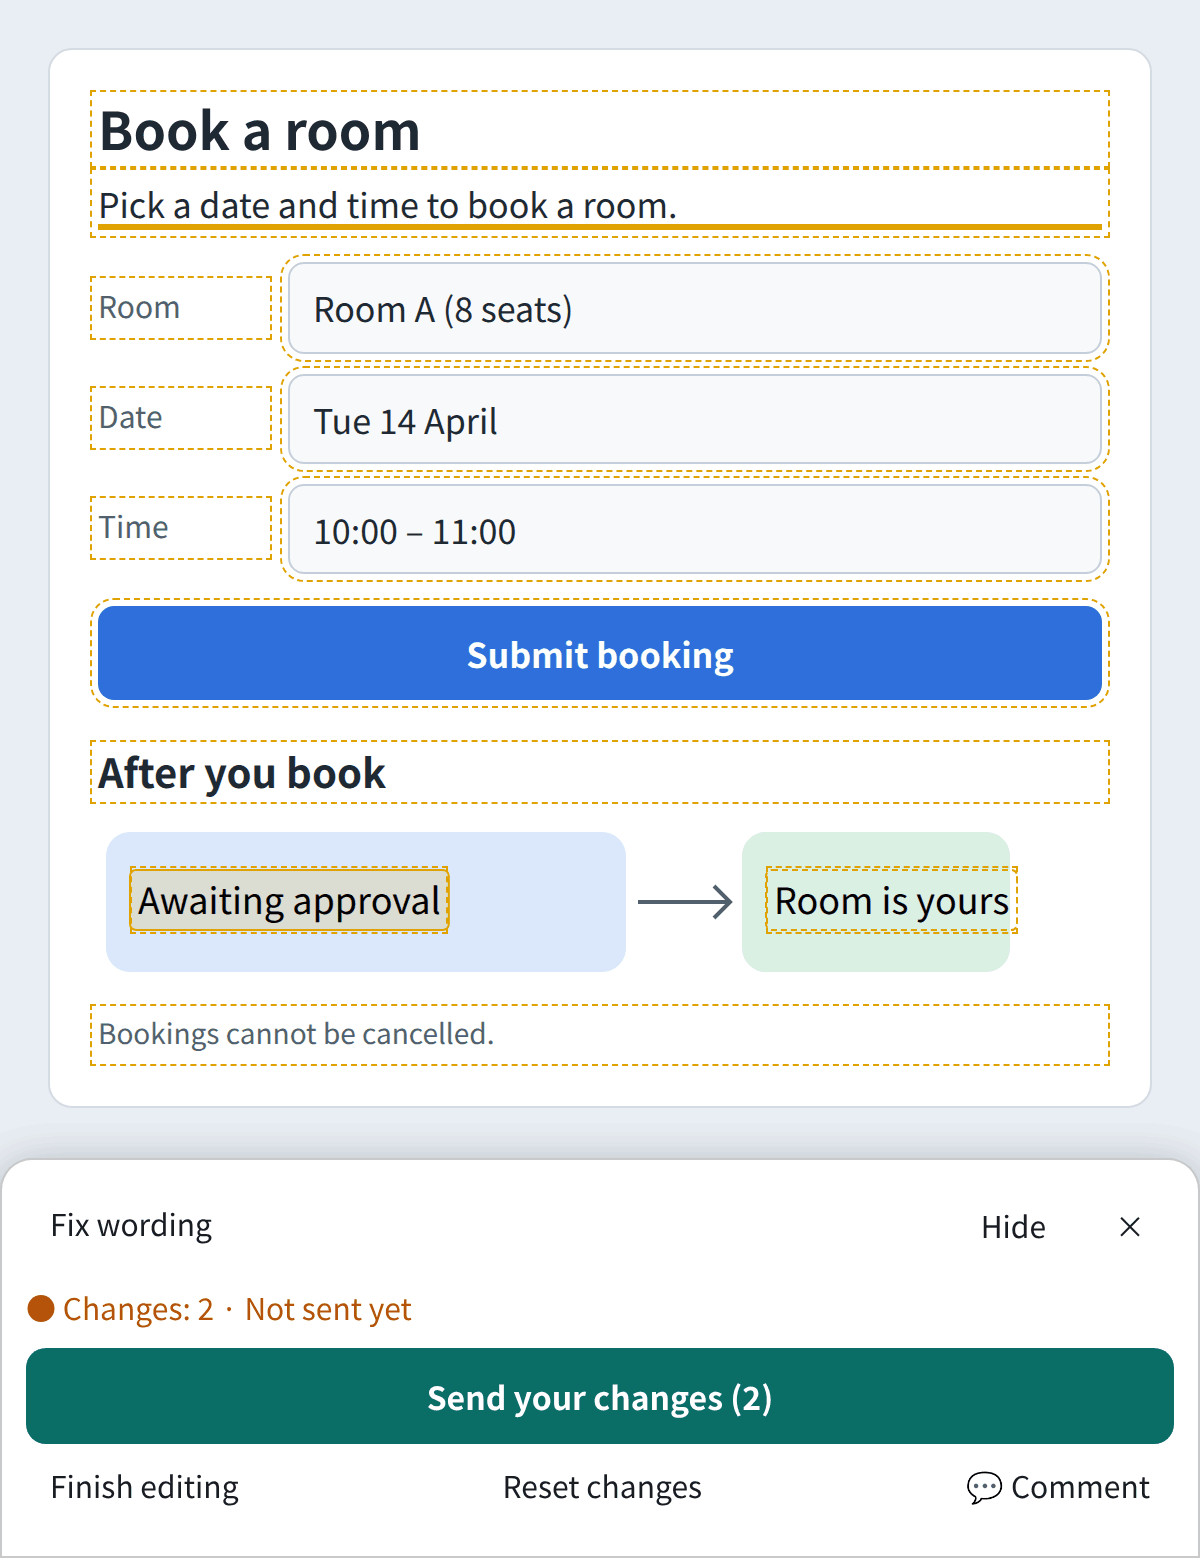 Book a room
Pick a date and time to book a room.
Room
Room A (8 seats)
Date
Tue 14 April
Time
10:00 – 11:00
Submit booking
After you book
Awaiting approval
Room is yours
Bookings cannot be cancelled.
Fix wording
Hide
×
Changes: 2 · Not sent yet
Send your changes (2)
Finish editing
Reset changes
💬 Comment